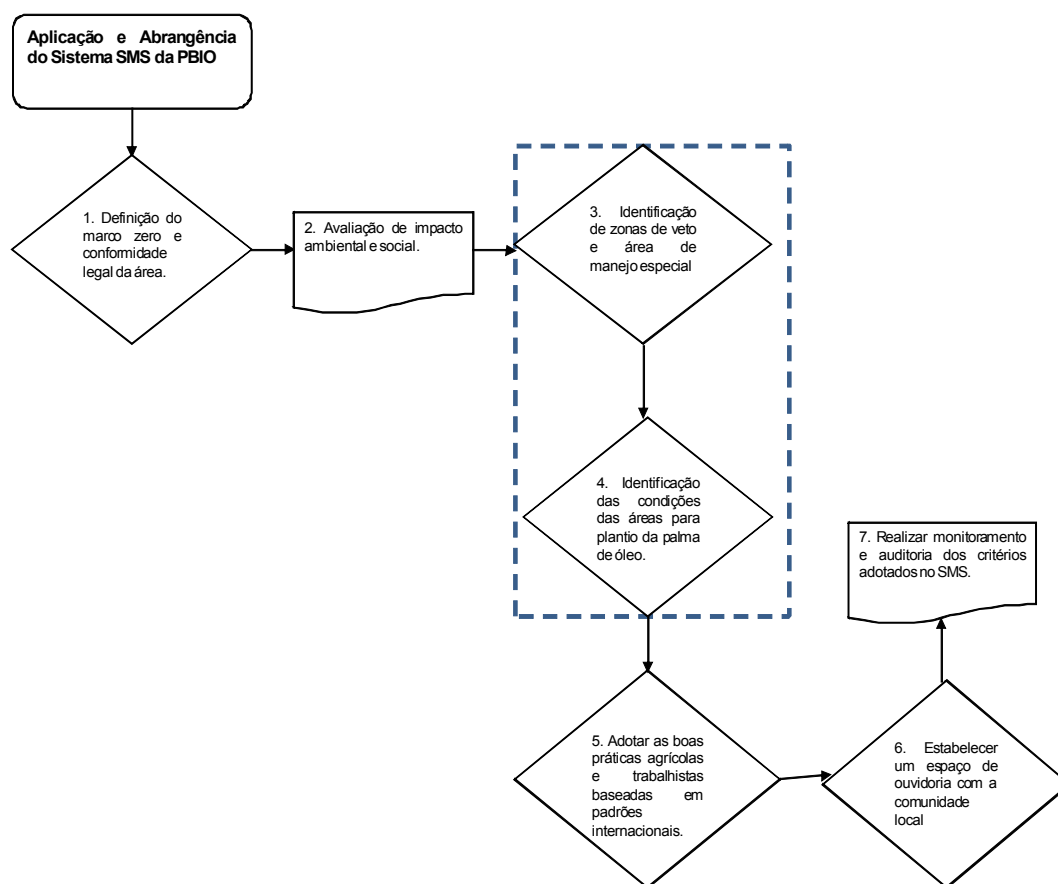 Aplicação e Abrangência
do Sistema SMS da PBIO
1. Definição do
marco zero e
conformidade
legal da área.
2. Avaliação de impacto
ambiental e social.
3. Identificação
de zonas de veto
e área de
manejo especial
4. Identificação
das condições
das áreas para
plantio da palma
de óleo.
5. Adotar as boas
práticas agrícolas
e trabalhistas
baseadas em
padrões
internacionais.
6. Estabelecer
um espaço de
ouvidoria com a
comunidade
local
7. Realizar monitoramento
e auditoria dos critérios
adotados no SMS.